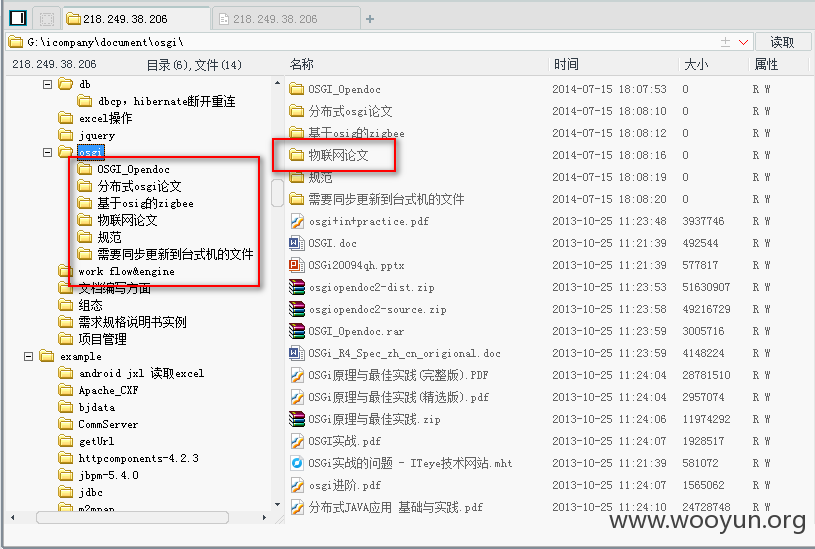 218.249.38.206
218.249.38.206
G:\icompany\document\osgi\
读取
218.249.38.206 目录(6),文件(14)
db
dbcp，hibernate断开重连
excel操作
jquery
osgi
OSGI_Opendoc
分布式osgi论文
基于osig的zigbee
物联网论文
规范
需要同步更新到台式机的文件
work flow&engine
文档编写方面
组态
需求规格说明书实例
项目管理
example
android jxl 读取excel
Apache_CXF
bjdata
CommServer
getUrl
httpcomponents-4.2.3
jbpm-5.4.0
jdbc
m2mpap
名称 时间 大小 属性
OSGI_Opendoc 2014-07-15 18:07:53 0 R W
分布式osgi论文 2014-07-15 18:08:08 0 R W
基于osig的zigbee 2014-07-15 18:08:12 0 R W
物联网论文 2014-07-15 18:08:16 0 R W
规范 2014-07-15 18:08:19 0 R W
需要同步更新到台式机的文件 2014-07-15 18:08:20 0 R W
osgi+in+practice.pdf 2013-10-25 11:23:48 3937746 R W
OSGI.doc 2013-10-25 11:21:39 492544 R W
OSGi20094qh.pptx 2013-10-25 11:21:39 577817 R W
osgiopendoc2-dist.zip 2013-10-25 11:23:53 51630907 R W
osgiopendoc2-source.zip 2013-10-25 11:23:58 49216729 R W
OSGI_Opendoc.rar 2013-10-25 11:23:59 3005716 R W
OSGi_R4_Spec_zh_cn_origional.doc 2013-10-25 11:23:59 4148224 R W
OSGi原理与最佳实践(完整版).PDF 2013-10-25 11:24:04 28781510 R W
OSGi原理与最佳实践(精选版).pdf 2013-10-25 11:24:04 2957074 R W
OSGi原理与最佳实践.zip 2013-10-25 11:24:06 11974292 R W
OSGI实战.pdf 2013-10-25 11:24:07 1928517 R W
OSGi实战的问题 - ITeye技术网站.mht 2013-10-25 11:21:39 581072 R W
osgi进阶.pdf 2013-10-25 11:24:07 1565062 R W
分布式JAVA应用 基础与实践.pdf 2013-10-25 11:24:10 24728748 R W
www.wooyun.org